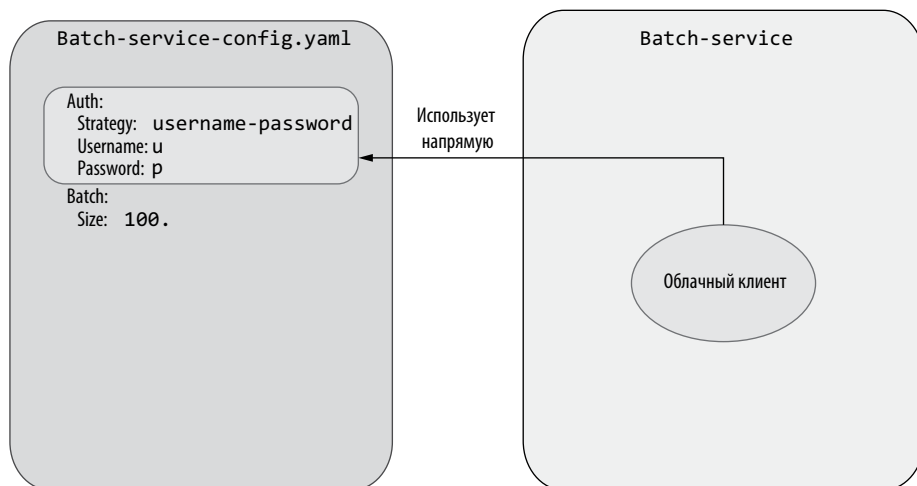 Batch-service-config.yaml
Auth:
Strategy: username-password
Username: u
Password: p
Batch:
Size: 100.
Использует
напрямую
Batch-service
Облачный клиент